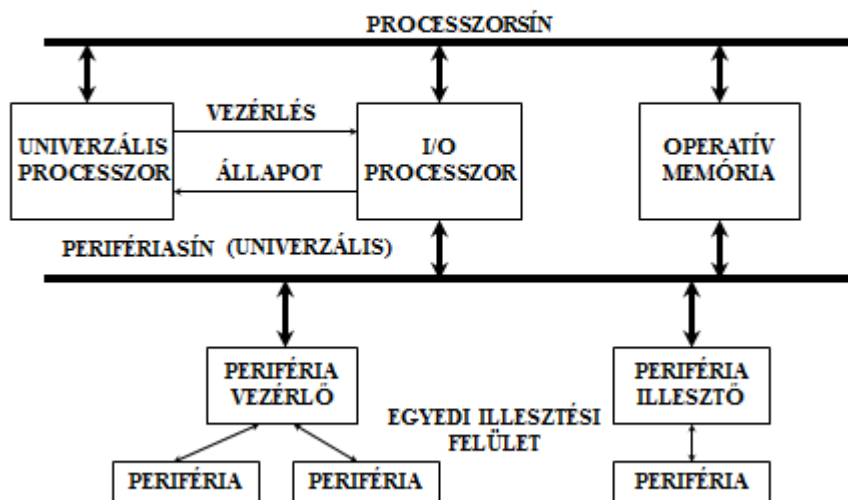 PROCESSZORSÍN
UNIVERZÁLIS
PROCESSZOR
VEZÉRLÉS
ÁLLAPOT
I/O
PROCESSZOR
OPERATÍV
MEMÓRIA
PERIFÉRIASÍN (UNIVERZÁLIS)
PERIFÉRIA
VEZÉRLŐ
PERIFÉRIA
ILLESZTŐ
EGYEDI ILLESZTÉSI
FELÜLET
PERIFÉRIA
PERIFÉRIA
PERIFÉRIA